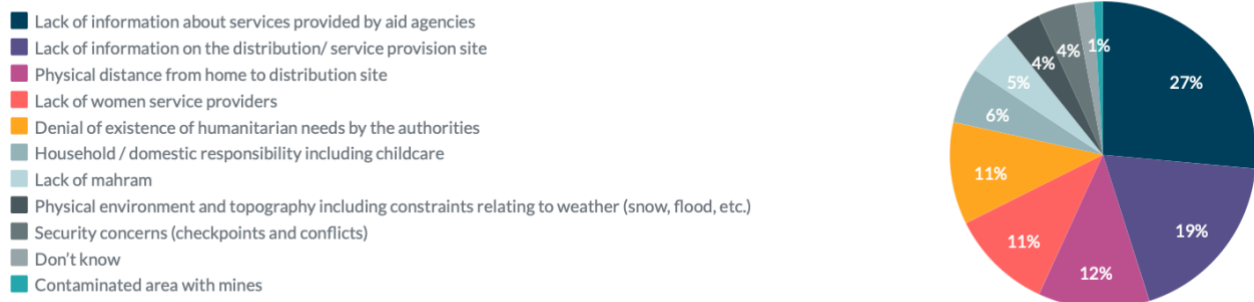 Lack of information about services provided by aid agencies
Lack of information on the distribution/ service provision site
Physical distance from home to distribution site
Lack of women service providers
Denial of existence of humanitarian needs by the authorities
Household / domestic responsibility including childcare
Lack of mahram
Physical environment and topography including constraints relating to weather (snow, flood, etc.)
Security concerns (checkpoints and conflicts)
Don't know
Contaminated area with mines
27%
19%
12%
11%
11%
6%
5%
4%
4%
1%